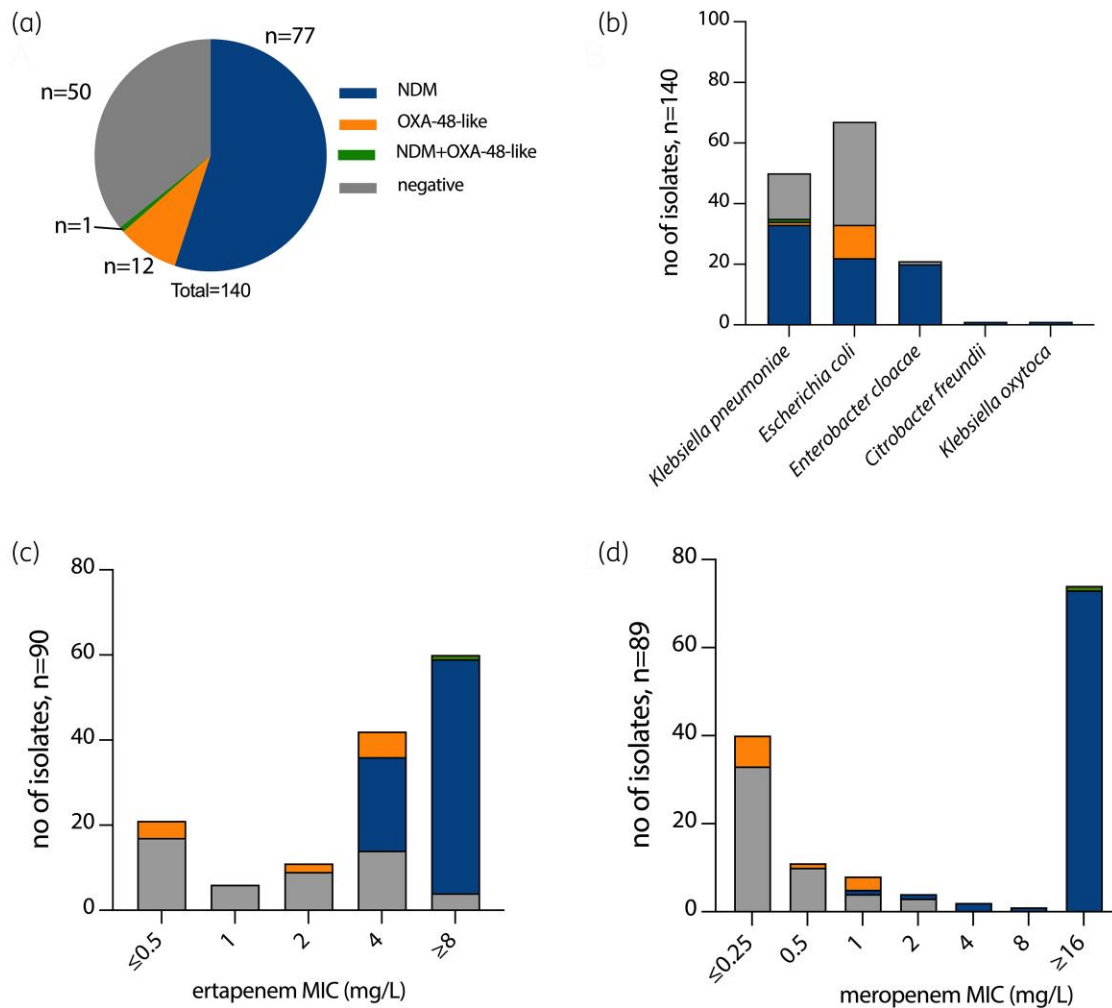 (a)
n=77
n=50
n=1
n=12
Total=140
NDM
OXA-48-like
NDM+OXA-48-like
negative
(b)
no of isolates, n=140
100
80
60
40
20
0
Klebsiella pneumoniae
Escherichia coli
Enterobacter cloacae
Citrobacter freundii
Klebsiella oxytoca
(c)
no of isolates, n=90
80
60
40
20
0
≤0.5
1
2
4
≥8
ertapenem MIC (mg/L)
(d)
no of isolates, n=89
80
60
40
20
0
≤0.25
0.5
1
2
4
8
≥16
meropenem MIC (mg/L)